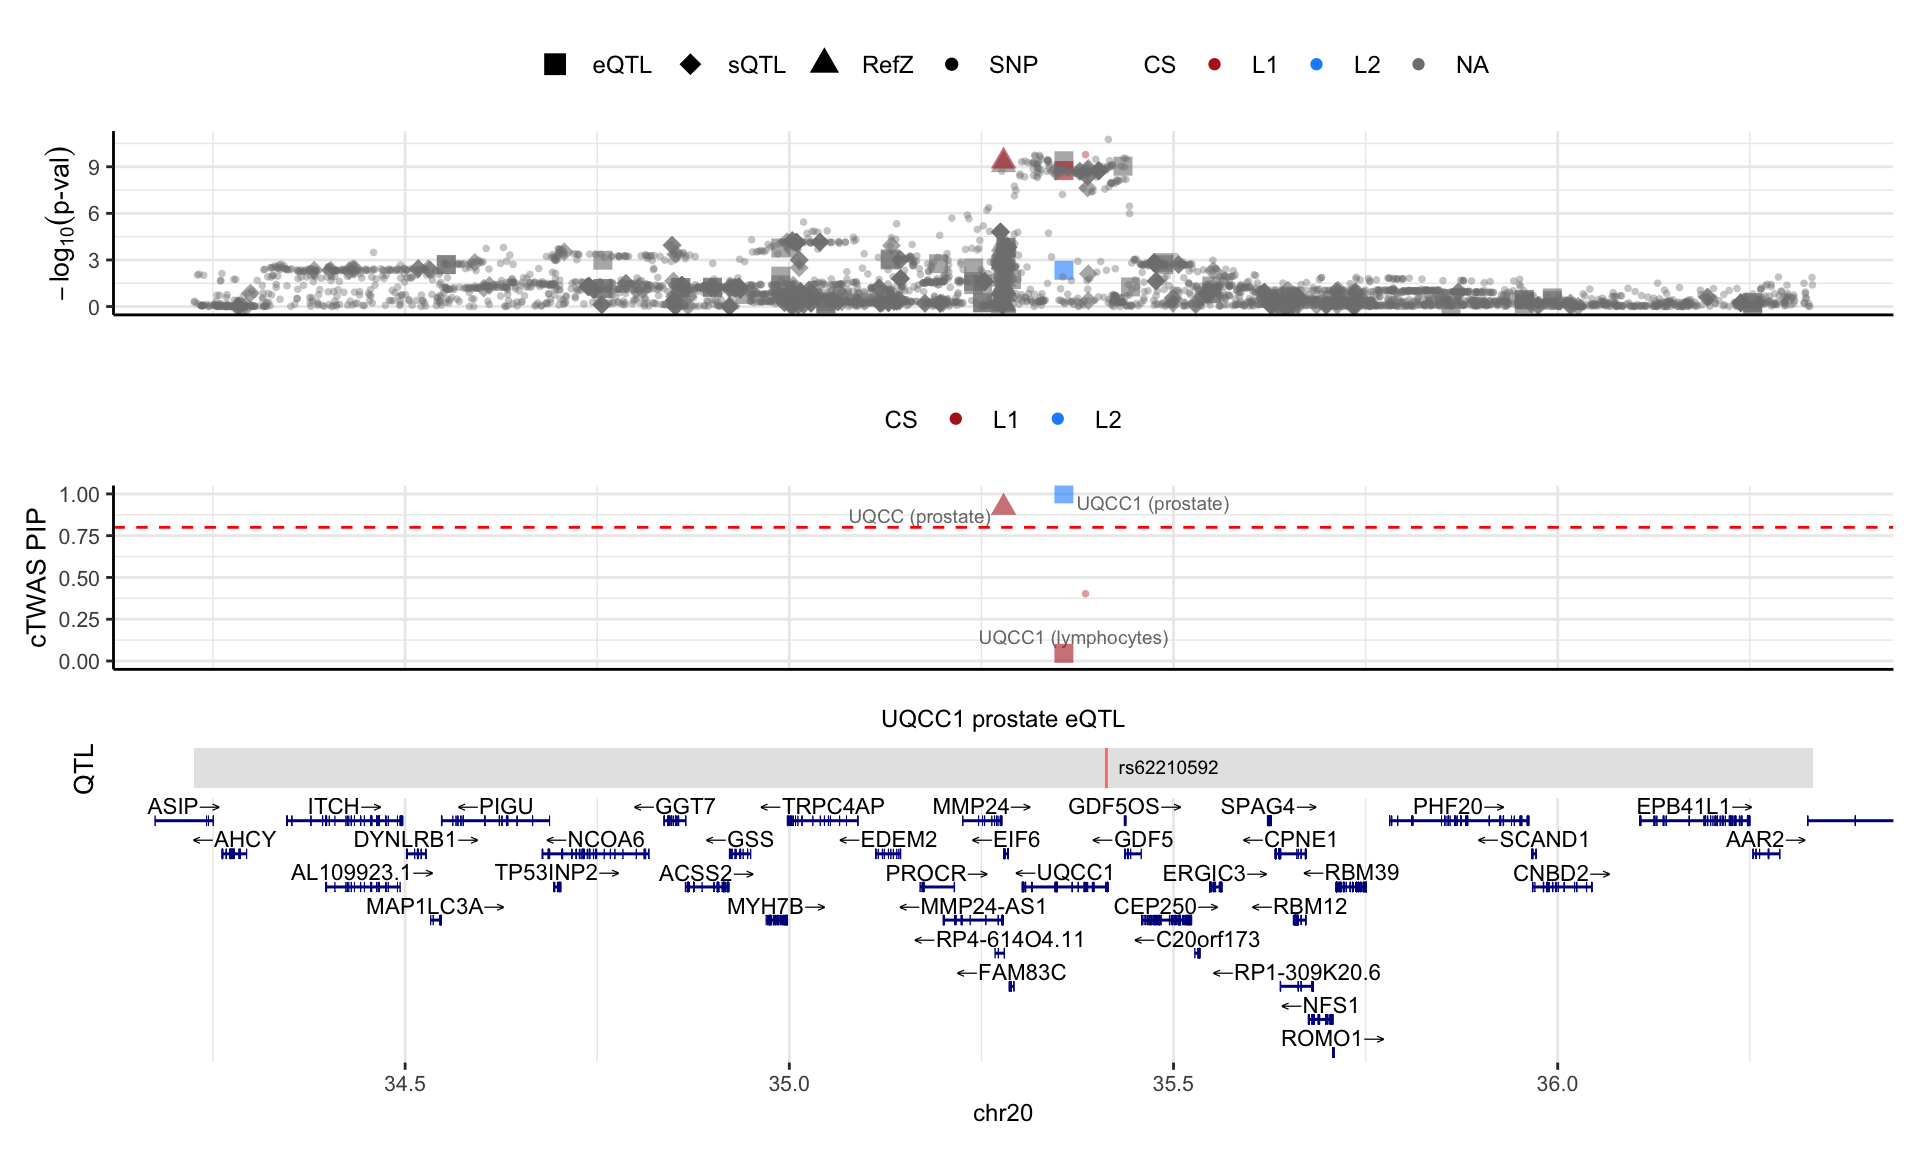 eQTL sQTL RefZ SNP CS L1 L2 NA
−log10(p-val)
9
6
3
0
CS L1 L2
cTWAS PIP
1.00
0.75
0.50
0.25
0.00
UQCC1 (prostate)
UQCC (prostate)
UQCC1 (lymphocytes)
UQCC1 prostate eQTL
QTL
rs62210592
ASIP→ ITCH→ ←PIGU ←GGT7 ←TRPC4AP MMP24→ GDF5OS→ SPAG4→ PHF20→ EPB41L1→
←AHCY DYNLRB1→ ←NCOA6 ←GSS ←EDEM2 ←EIF6 ←GDF5 ←CPNE1 ←SCAND1 AAR2→
AL109923.1→ TP53INP2→ ACSS2→ PROCR→ ←UQCC1 ERGIC3→ ←RBM39 CNBD2→
MAP1LC3A→ MYH7B→ ←MMP24-AS1 CEP250→ ←RBM12
←RP4-614O4.11 ←C20orf173
←FAM83C ←RP1-309K20.6
←NFS1
ROMO1→
34.5 35.0 35.5 36.0
chr20